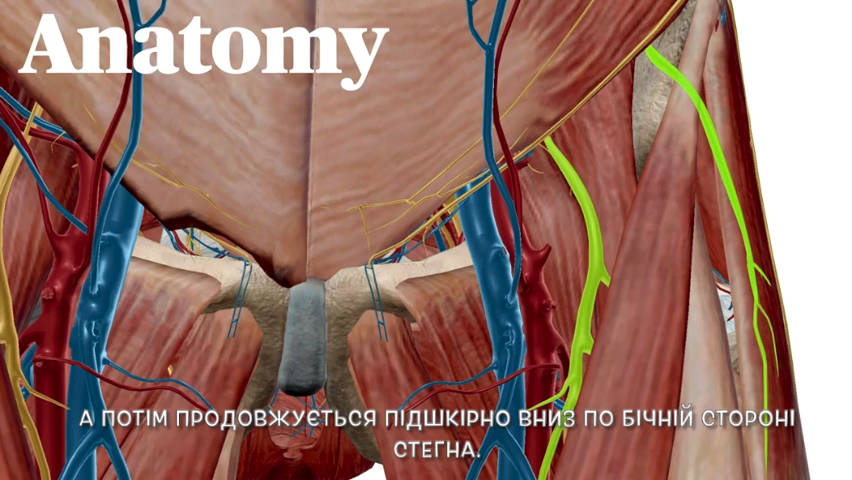 Anatomy
А ПОТІМ ПРОДОВЖУЄТЬСЯ ПІДШКІРНО ВНИЗ ПО БІЧНІЙ СТОРОНІ
СТЕГНА.